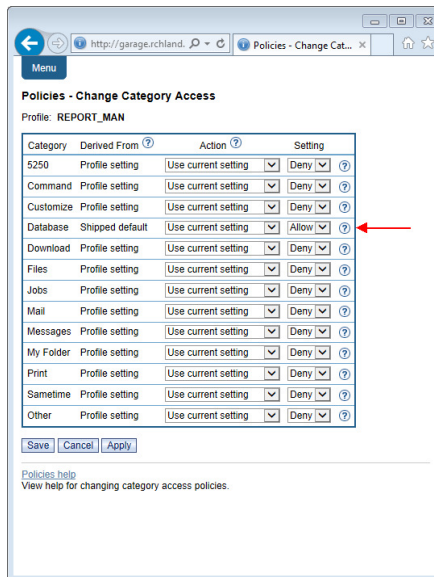 http://garage.rchland. Policies - Change Cat...
Menu
Policies - Change Category Access
Profile: REPORT_MAN
Category Derived From ? Action ? Setting
5250 Profile setting Use current setting Deny ?
Command Profile setting Use current setting Deny ?
Customize Profile setting Use current setting Deny ?
Database Shipped default Use current setting Allow ?
Download Profile setting Use current setting Deny ?
Files Profile setting Use current setting Deny ?
Jobs Profile setting Use current setting Deny ?
Mail Profile setting Use current setting Deny ?
Messages Profile setting Use current setting Deny ?
My Folder Profile setting Use current setting Deny ?
Print Profile setting Use current setting Deny ?
Sametime Profile setting Use current setting Deny ?
Other Profile setting Use current setting Deny ?
Save Cancel Apply
Policies help
View help for changing category access policies.